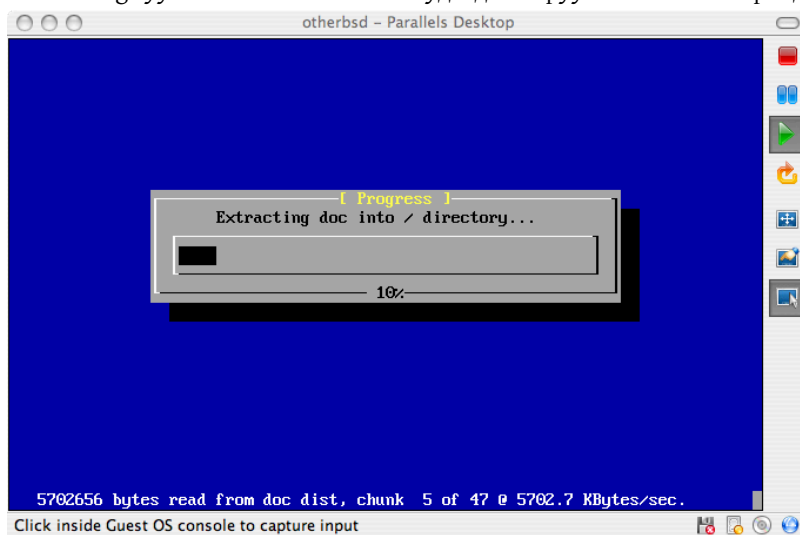 otherbsd – Parallels Desktop
[ Progress ]
Extracting doc into / directory...
10%
5702656 bytes read from doc dist, chunk 5 of 47 @ 5702.7 KBytes/sec.
Click inside Guest OS console to capture input